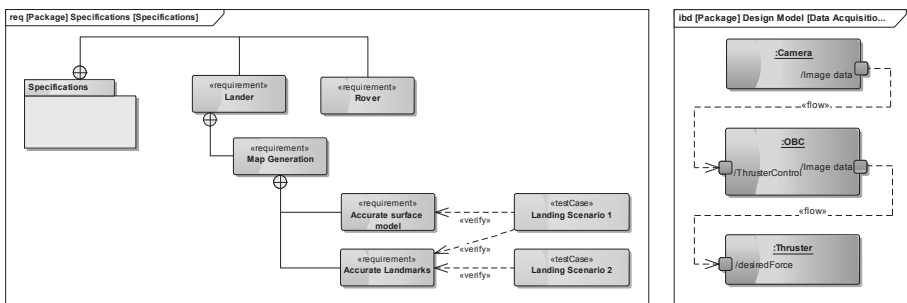 req [Package] Specifications [Specifications]
Specifications
«requirement»
Lander
«requirement»
Rover
«requirement»
Map Generation
«requirement»
Accurate surface
model
«verify»
«testCase»
Landing Scenario 1
«verify»
«requirement»
Accurate Landmarks
«verify»
«testCase»
Landing Scenario 2
ibd [Package] Design Model [Data Acquisitio...
:Camera
/Image data
«flow»
:OBC
/Image data
/ThrusterControl
«flow»
:Thruster
/desiredForce